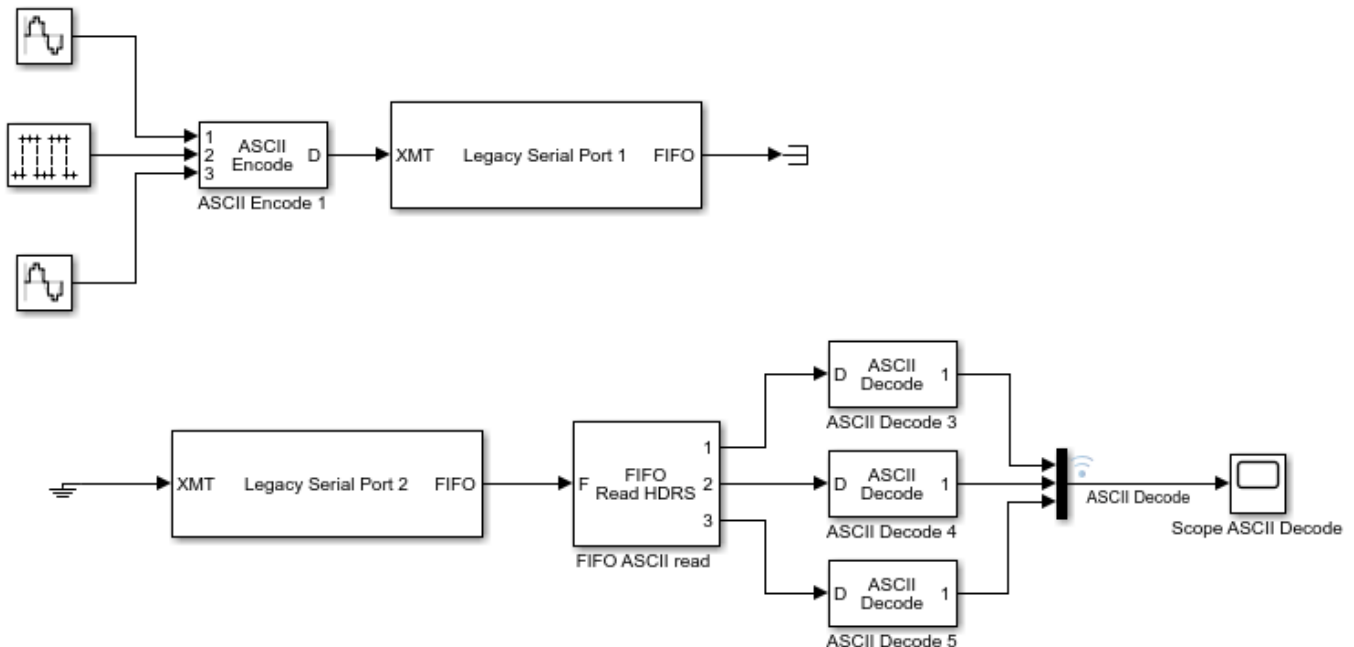 1
2
3
ASCII
Encode
D
ASCII Encode 1
XMT
Legacy Serial Port 1
FIFO
XMT
Legacy Serial Port 2
FIFO
F
FIFO
Read HDRS
1
2
3
FIFO ASCII read
D
ASCII
Decode
1
ASCII Decode 3
D
ASCII
Decode
1
ASCII Decode 4
D
ASCII
Decode
1
ASCII Decode 5
ASCII Decode
Scope ASCII Decode